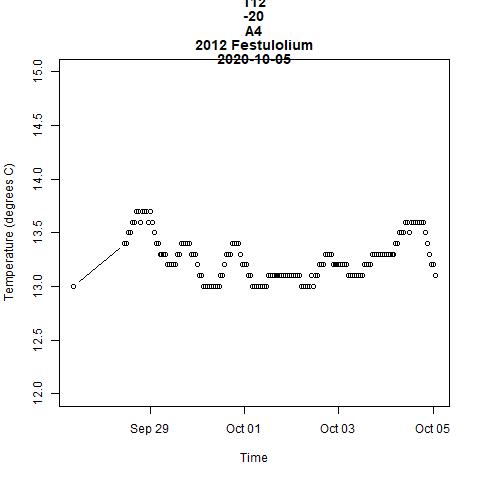 T12
-20
A4
2012 Festulolium
2020-10-05
15.0
14.5
14.0
13.5
13.0
12.5
12.0
Temperature (degrees C)
Sep 29
Oct 01
Oct 03
Oct 05
Time